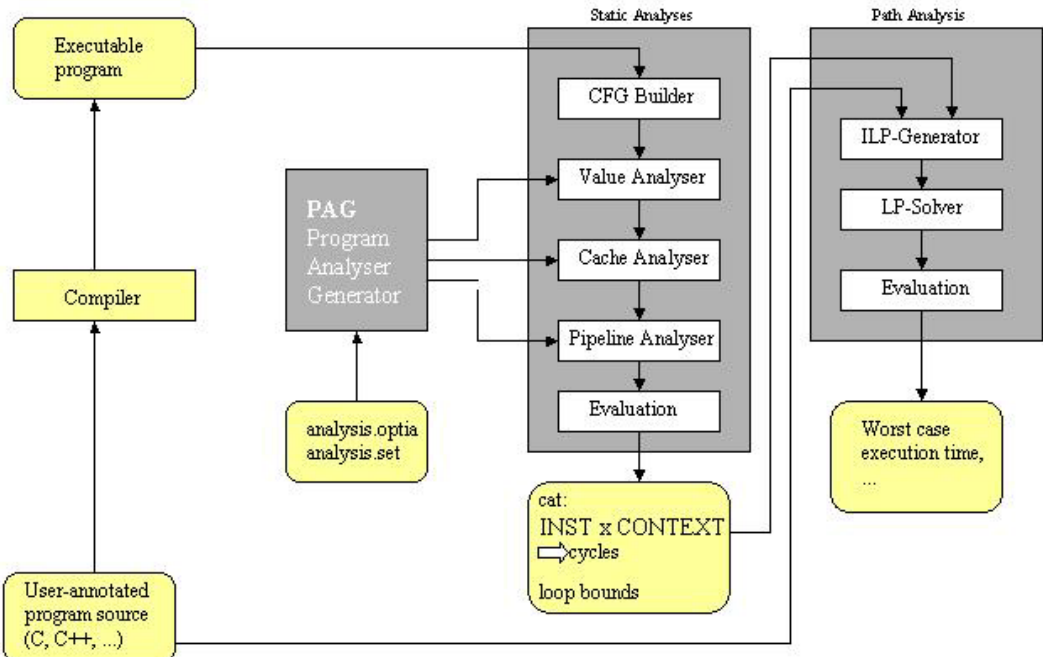 Static Analyses
Path Analysis
Executable
program
CFG Builder
ILP-Generator
Value Analyser
LP-Solver
PAG
Program
Analyser
Generator
Cache Analyser
Evaluation
Compiler
Pipeline Analyser
Evaluation
analysis.optia
analysis.set
Worst case
execution time,
...
cat:
INST x CONTEXT
cycles
loop bounds
User-annotated
program source
(C, C++, ...)